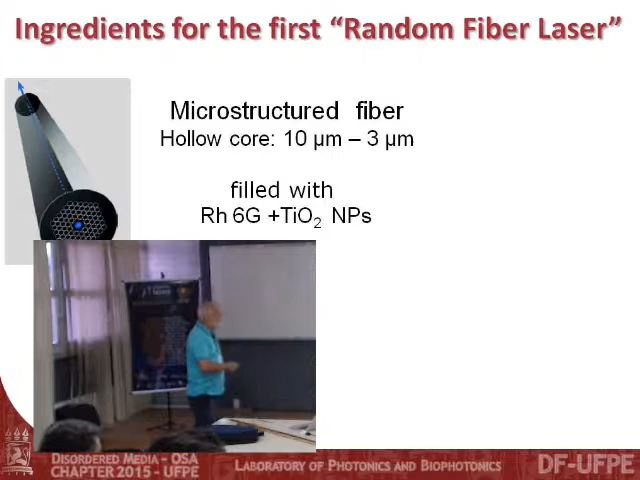 Ingredients for the first “Random Fiber Laser”
Microstructured fiber
Hollow core: 10 µm – 3 µm
filled with
Rh 6G +TiO₂ NPs
DISORDERED MEDIA – OSA
CHAPTER 2015 – UFPE
LABORATORY OF PHOTONICS AND BIOPHOTONICS
DF-UFPE